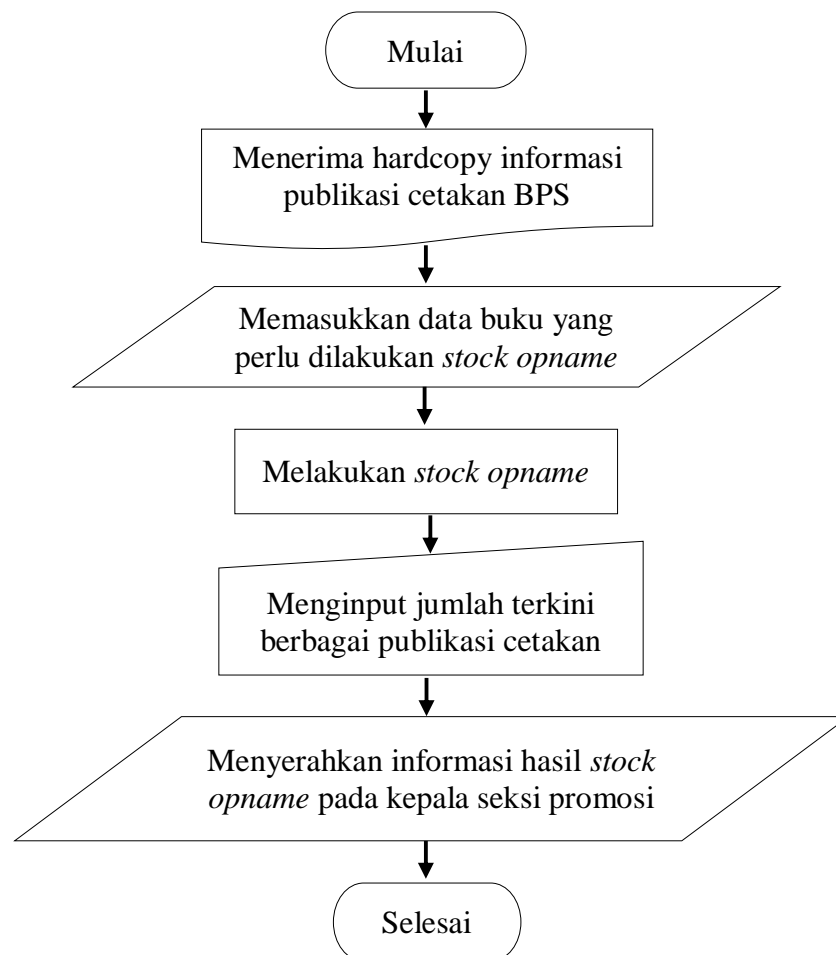 Mulai
Menerima hardcopy informasi
publikasi cetakan BPS
Memasukkan data buku yang
perlu dilakukan stock opname
Melakukan stock opname
Menginput jumlah terkini
berbagai publikasi cetakan
Menyerahkan informasi hasil stock
opname pada kepala seksi promosi
Selesai